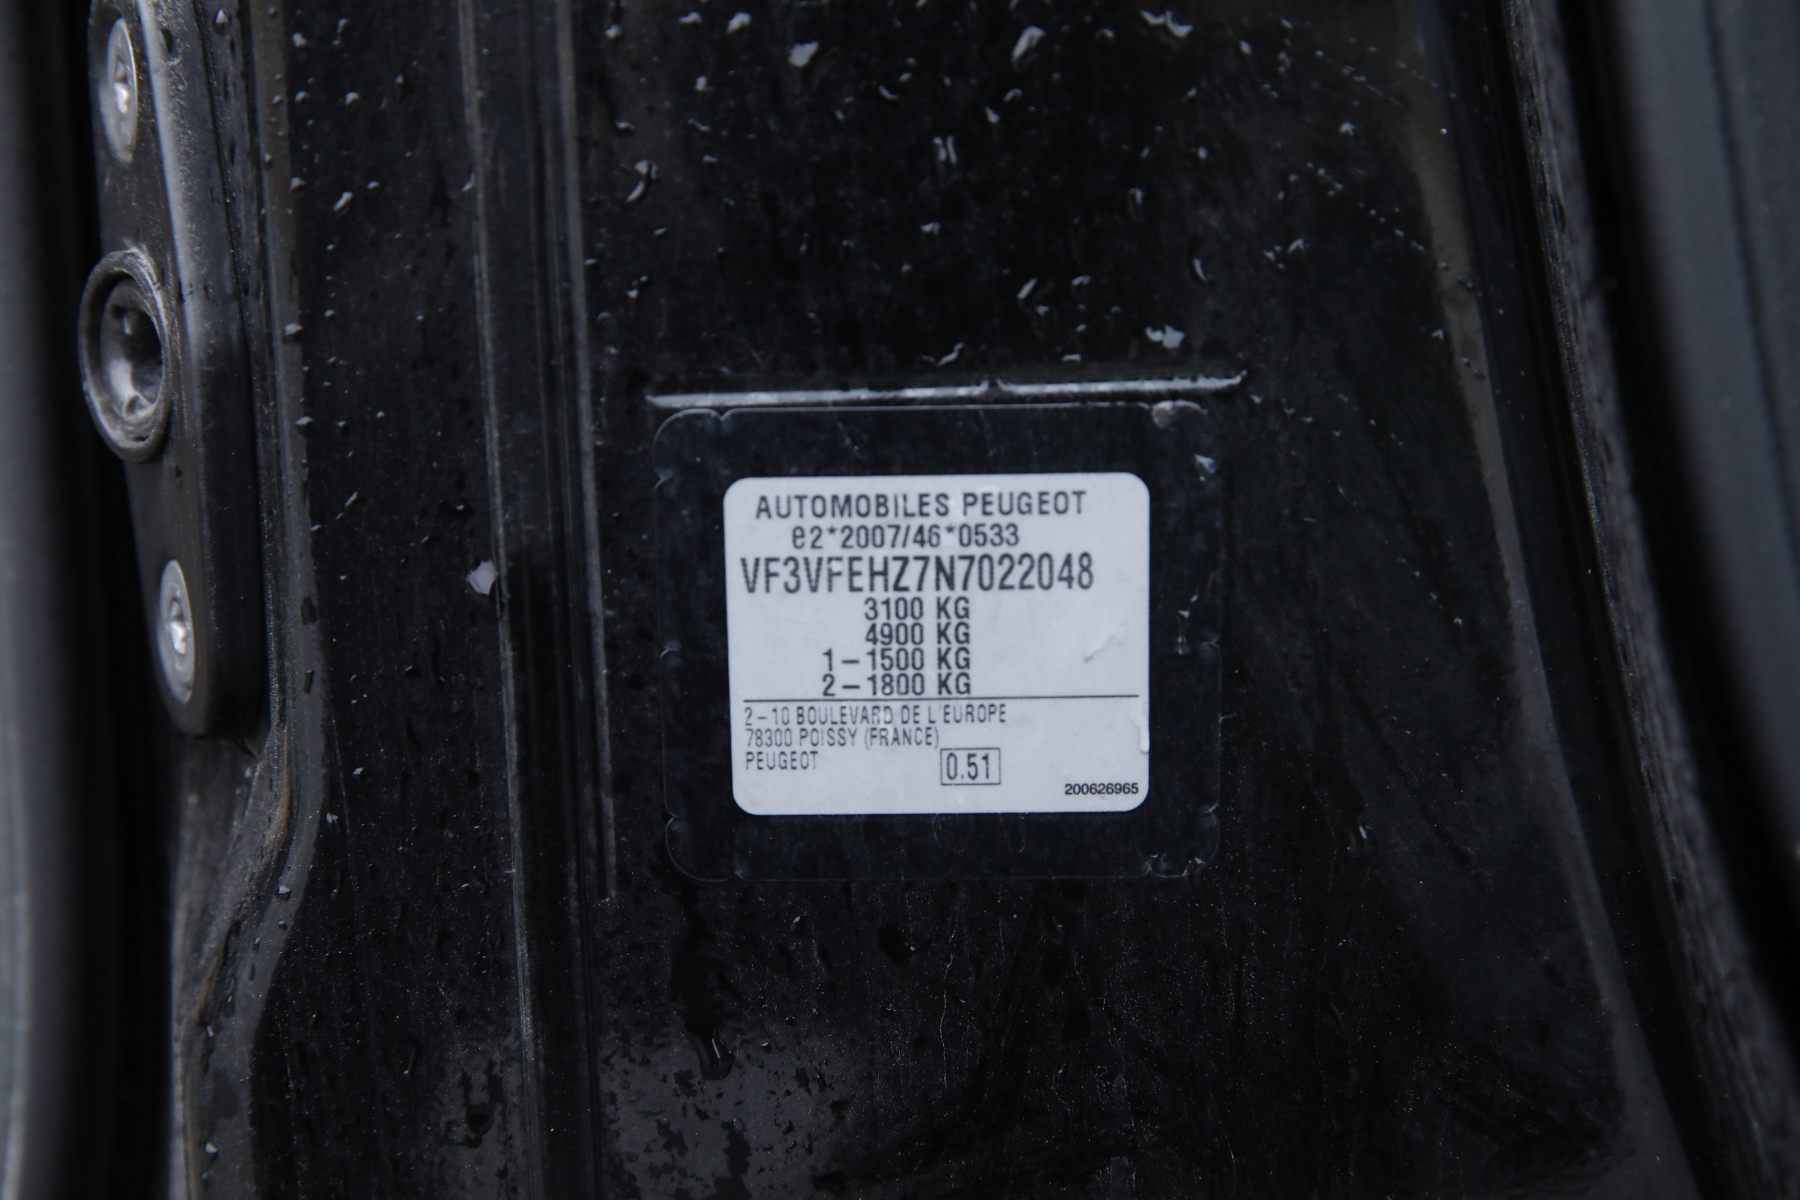 AUTOMOBILES PEUGEOT
e2*2007/46*0533
VF3VFEHZ7N7022048
3100 KG
4900 KG
1-1500 KG
2-1800 KG
2-10 BOULEVARD DE L'EUROPE
78300 POISSY (FRANCE)
PEUGEOT
0.51
200626965